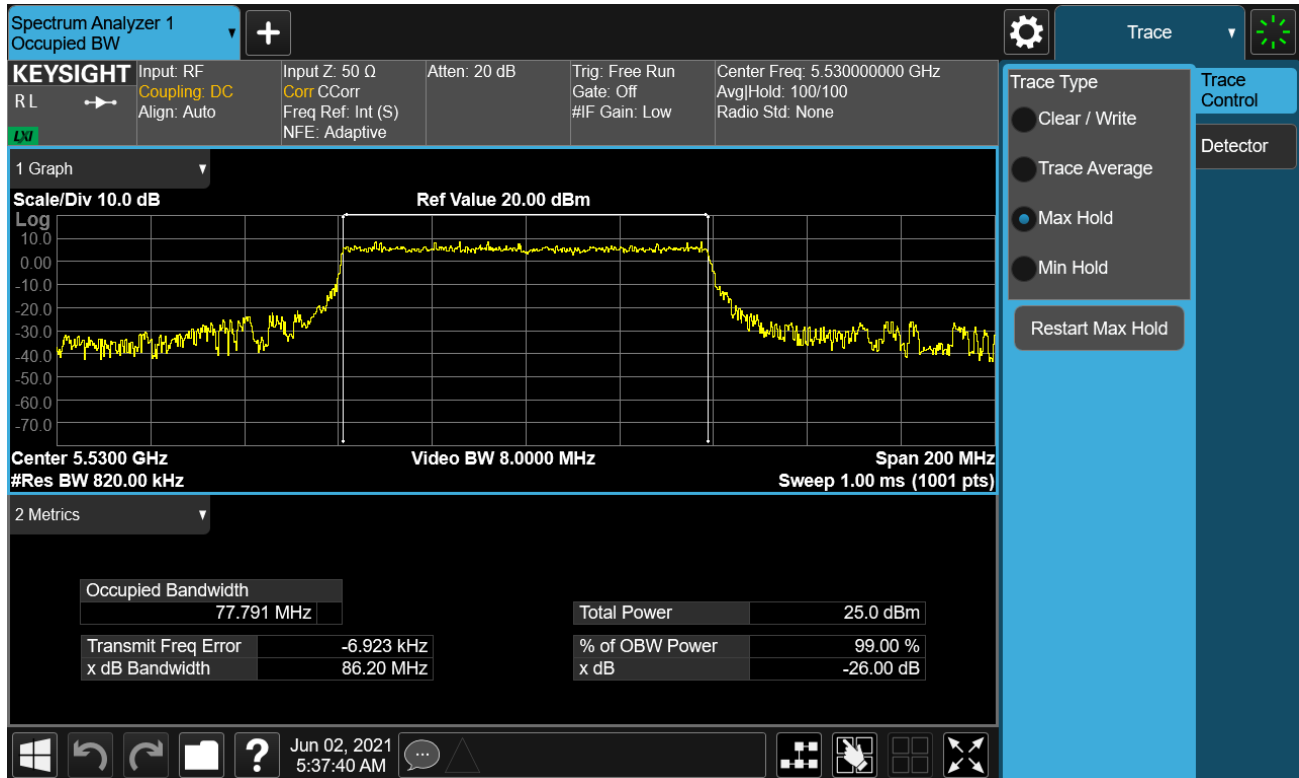 Spectrum Analyzer 1
Occupied BW
+
Trace
KEYSIGHT
R L
LXI
Input: RF
Coupling: DC
Align: Auto
Input Z: 50 Ω
Corr CCorr
Freq Ref: Int (S)
NFE: Adaptive
Atten: 20 dB
Trig: Free Run
Gate: Off
#IF Gain: Low
Center Freq: 5.530000000 GHz
Avg|Hold: 100/100
Radio Std: None
Trace Type
Clear / Write
Trace Average
Max Hold
Min Hold
Restart Max Hold
Trace
Control
Detector
1 Graph
Scale/Div 10.0 dB
Ref Value 20.00 dBm
Log
10.0
0.00
-10.0
-20.0
-30.0
-40.0
-50.0
-60.0
-70.0
Center 5.5300 GHz
Video BW 8.0000 MHz
Span 200 MHz
#Res BW 820.00 kHz
Sweep 1.00 ms (1001 pts)
2 Metrics
Occupied Bandwidth
77.791 MHz
Total Power 25.0 dBm
Transmit Freq Error -6.923 kHz
% of OBW Power 99.00 %
x dB Bandwidth 86.20 MHz
x dB -26.00 dB
?
Jun 02, 2021
5:37:40 AM